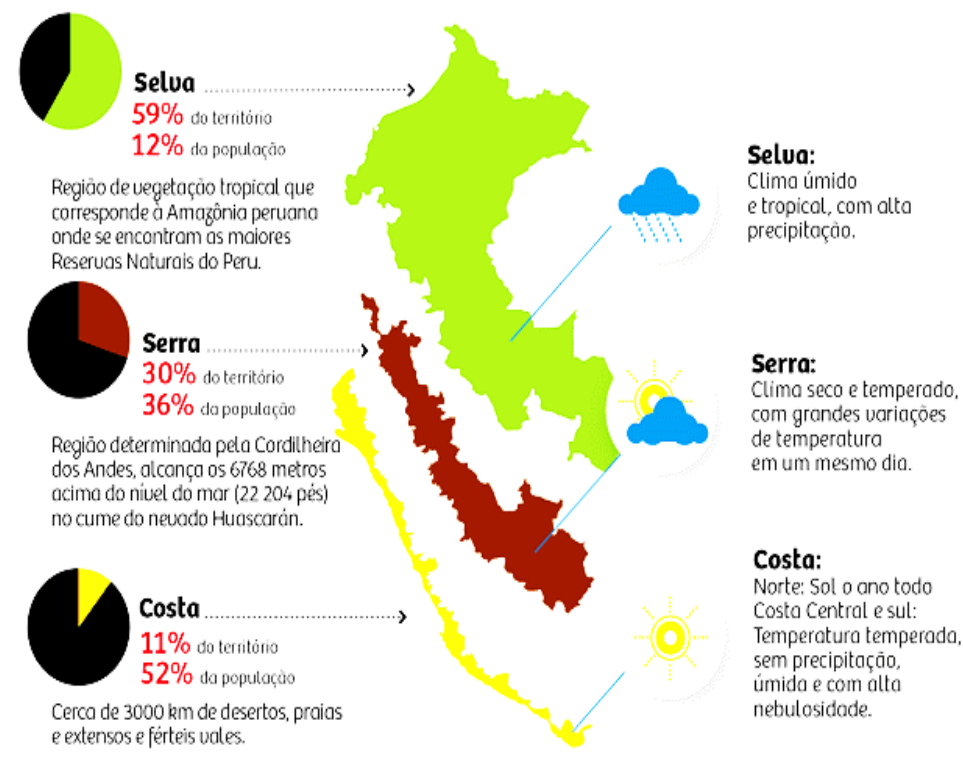 Selva
59% do território
12% da população
Região de vegetação tropical que
corresponde à Amazônia peruana
onde se encontram as maiores
Reservas Naturais do Peru.
Serra
30% do território
36% da população
Região determinada pela Cordilheira
dos Andes, alcança os 6768 metros
acima do nível do mar (22 204 pés)
no cume do nevado Huascarán.
Costa
11% do território
52% da população
Cerca de 3000 km de desertos, praias
e extensos e férteis vales.
Selva:
Clima úmido
e tropical, com alta
precipitação.
Serra:
Clima seco e temperado,
com grandes variações
de temperatura
em um mesmo dia.
Costa:
Norte: Sol o ano todo
Costa Central e sul:
Temperatura temperada,
sem precipitação,
úmida e com alta
nebulosidade.